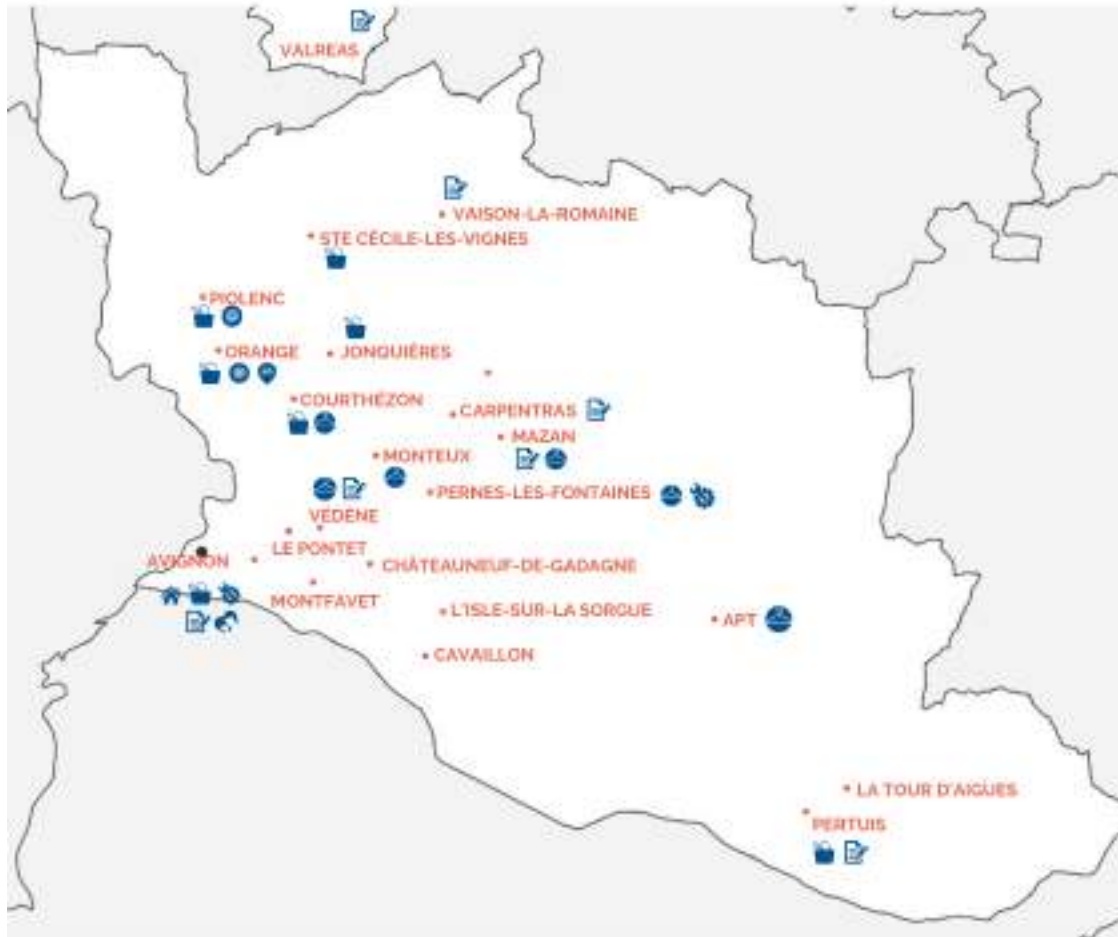 VALREAS
VAISON-LA-ROMAINE
STE CÉCILE-LES-VIGNES
PIOLENC
ORANGE
JONQUIÈRES
COURTHÉZON
CARPENTRAS
MAZAN
MONTEUX
PERNES-LES-FONTAINES
VEDÈNE
LE PONTET
AVIGNON
CHÂTEAUNEUF-DE-GADAGNE
MONTFAVET
L'ISLE-SUR-LA SORGUE
APT
CAVAILLON
LA TOUR D'AIGUES
PERTUIS